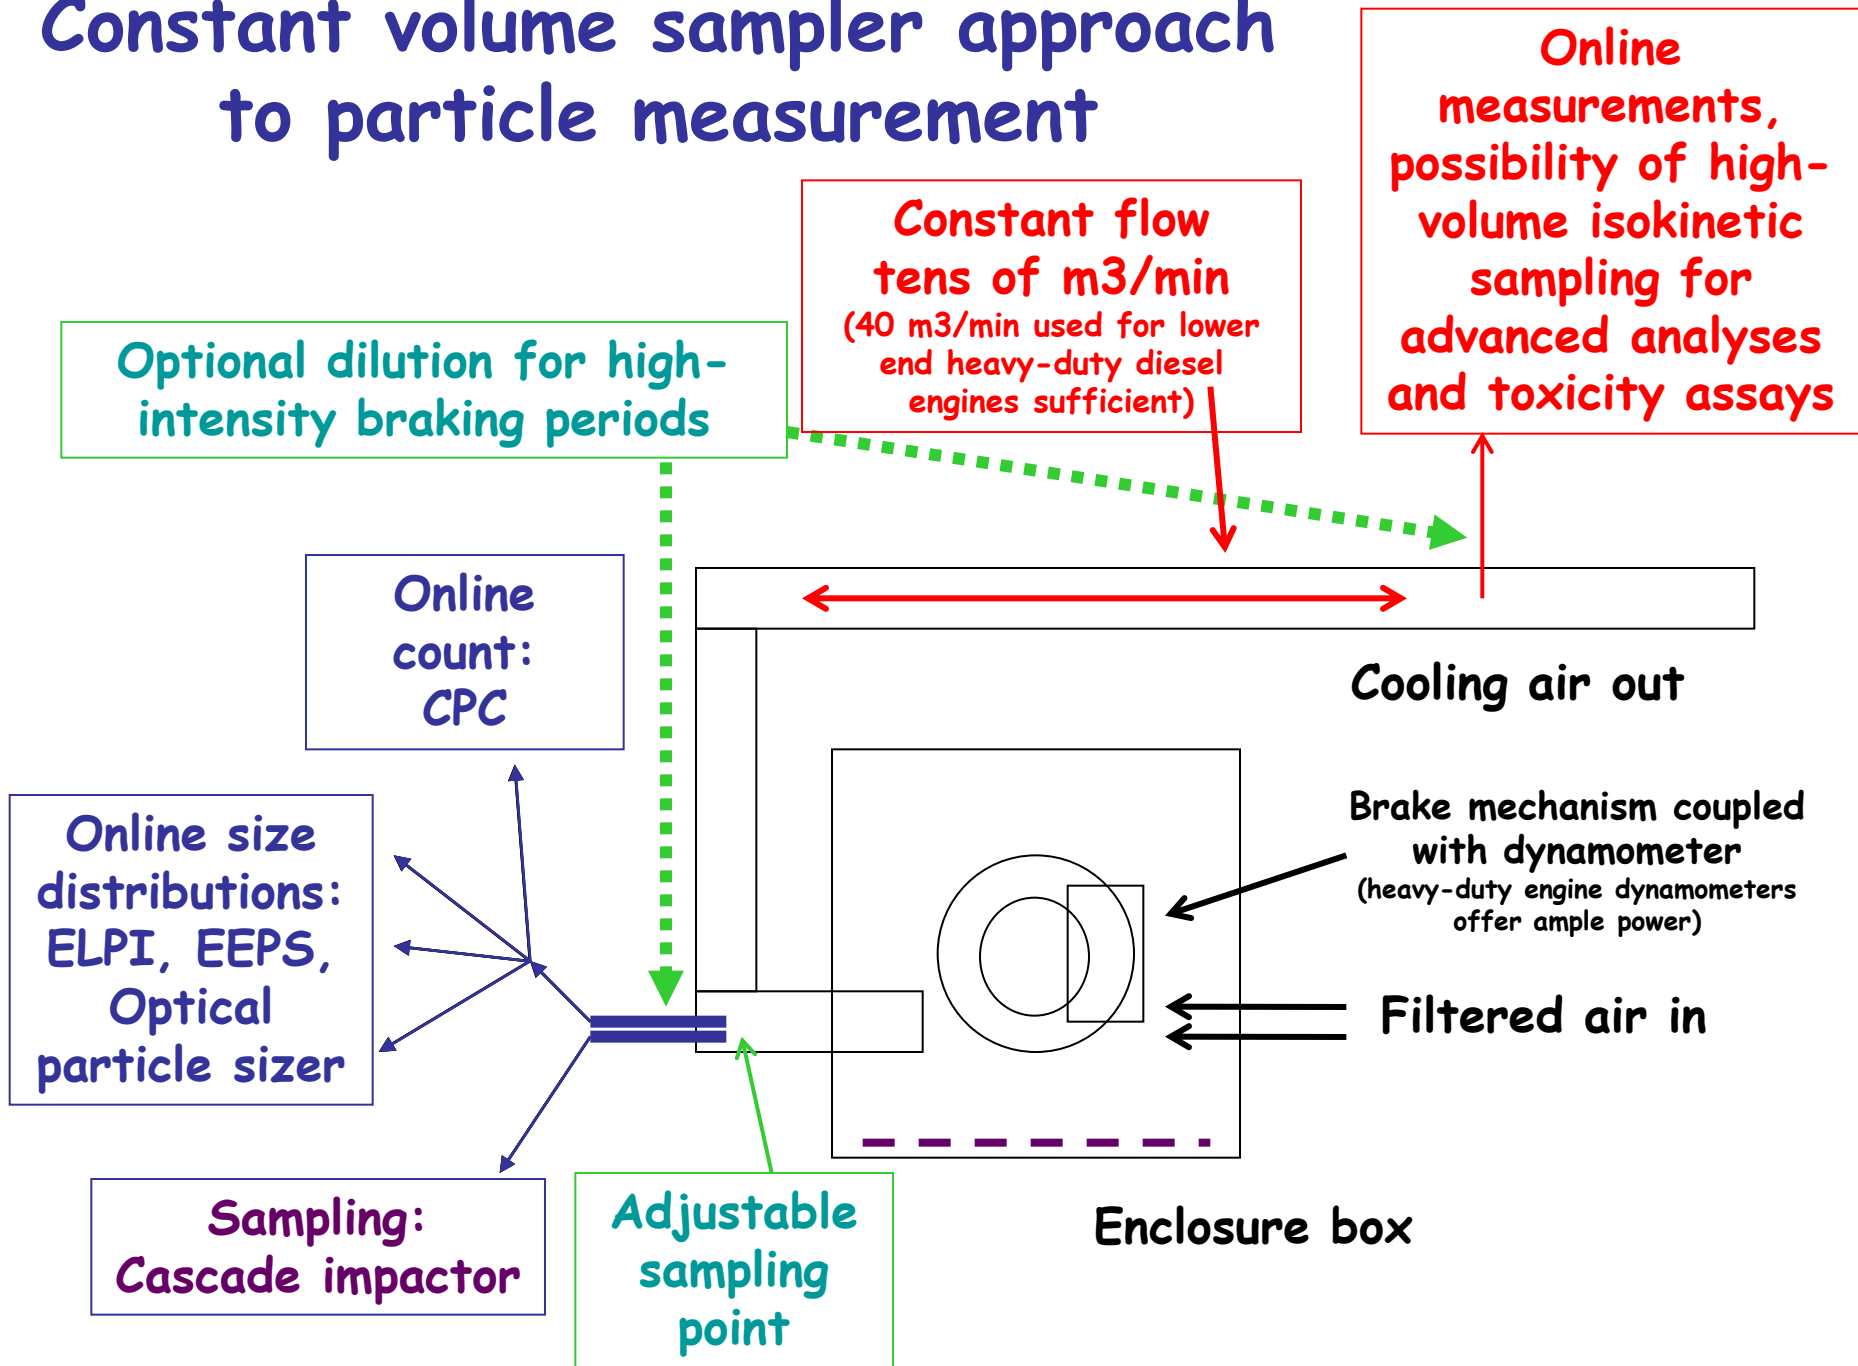 Constant volume sampler approach
to particle measurement
Online
measurements,
possibility of high-
volume isokinetic
sampling for
advanced analyses
and toxicity assays
Constant flow
tens of m3/min
(40 m3/min used for lower
end heavy-duty diesel
engines sufficient)
Optional dilution for high-
intensity braking periods
Online
count:
CPC
Cooling air out
Online size
distributions:
ELPI, EEPS,
Optical
particle sizer
Brake mechanism coupled
with dynamometer
(heavy-duty engine dynamometers
offer ample power)
Filtered air in
Sampling:
Cascade impactor
Adjustable
sampling
point
Enclosure box